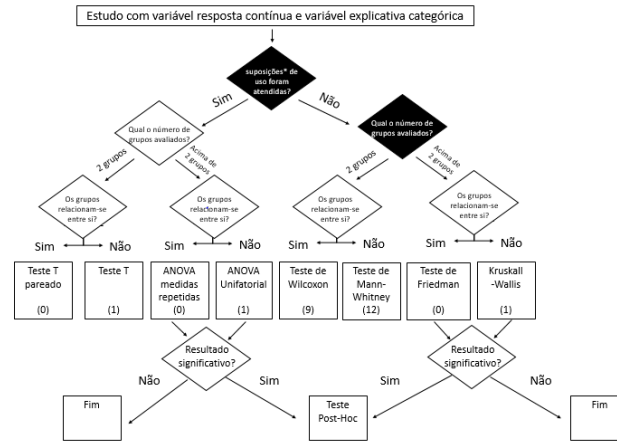 Estudo com variável resposta contínua e variável explicativa categórica
suposições* de
uso foram
atendidas?
Sim
Não
Qual o número de
grupos avaliados?
Qual o número de
grupos avaliados?
2 grupos
Acima de
2 grupos
2 grupos
Acima de
2 grupos
Os grupos
relacionam-se
entre si?
Os grupos
relacionam-se
entre si?
Os grupos
relacionam-se
entre si?
Os grupos
relacionam-se
entre si?
Sim
Não
Sim
Não
Sim
Não
Sim
Não
Teste T
pareado
(0)
Teste T
(1)
ANOVA
medidas
repetidas
(0)
ANOVA
Unifatorial
(1)
Teste de
Wilcoxon
(9)
Teste de
Mann-
Whitney
(12)
Teste de
Friedman
(0)
Kruskall
-Wallis
(1)
Resultado
significativo?
Resultado
significativo?
Não
Sim
Sim
Não
Fim
Teste
Post-Hoc
Fim